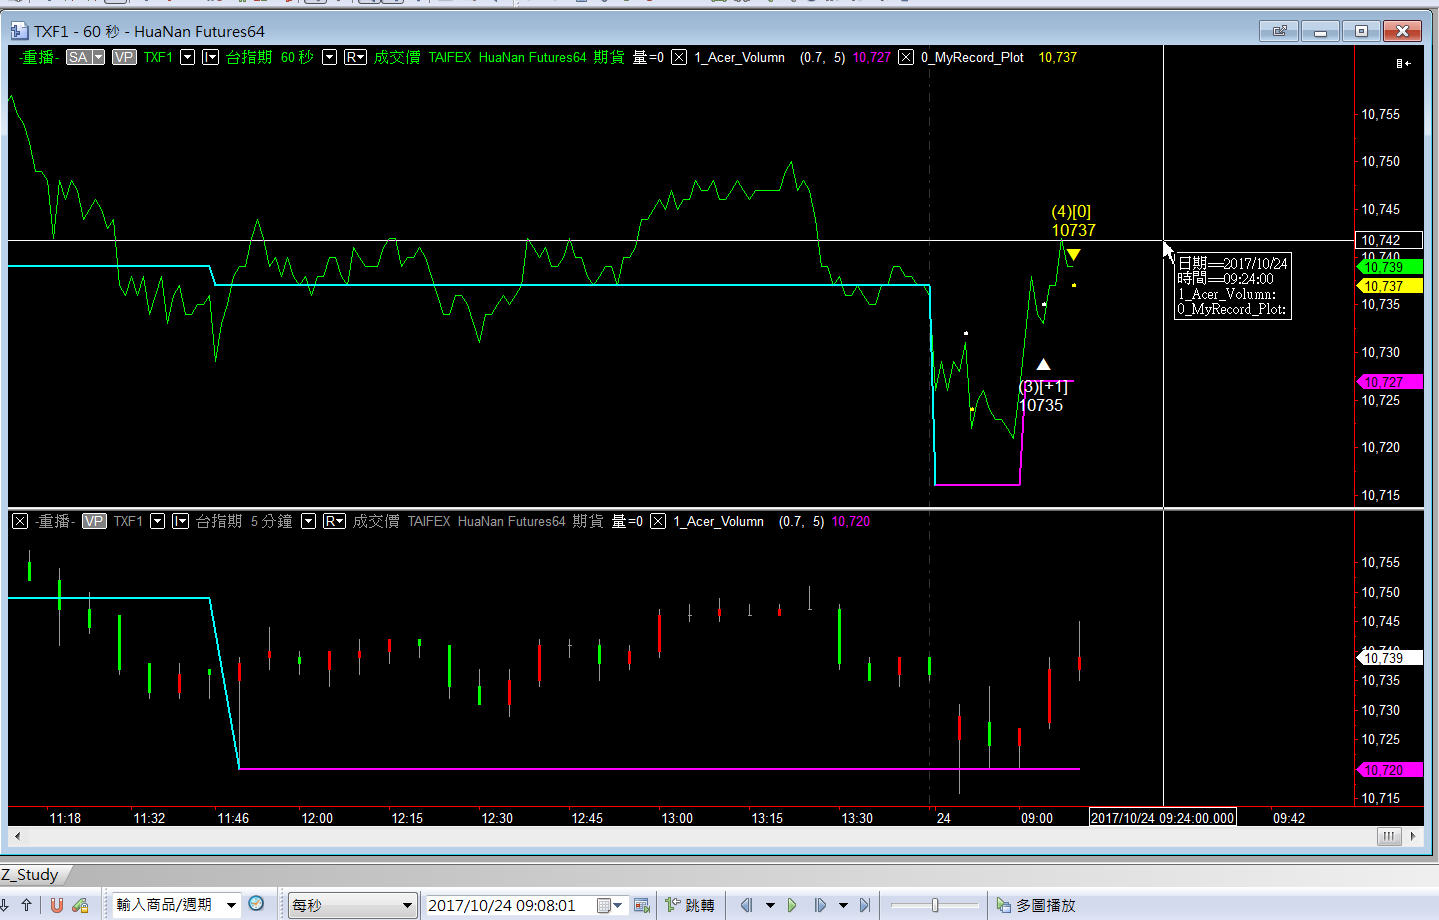 TXF1 - 60 秒 - HuaNan Futures64
-重播- SA VP TXF1 I 台指期 60 秒 R 成交價 TAIFEX HuaNan Futures64 期貨 量=0 1_Acer_Volumn (0.7, 5) 10,727 0_MyRecord_Plot 10,737
10,755
10,750
10,745
10,742
10,740
10,739
10,737
10,735
10,730
10,727
10,725
10,720
10,715
(4)[0]
10737
(3)[+1]
10735
日期==2017/10/24
時間==09:24:00
1_Acer_Volumn:
0_MyRecord_Plot:
-重播- VP TXF1 I 台指期 5 分鐘 R 成交價 TAIFEX HuaNan Futures64 期貨 量=0 1_Acer_Volumn (0.7, 5) 10,720
10,755
10,750
10,745
10,740
10,739
10,735
10,730
10,725
10,720
10,715
11:18 11:32 11:46 12:00 12:15 12:30 12:45 13:00 13:15 13:30 24 09:00 2017/10/24 09:24:00.000 09:42
Z_Study
輸入商品/週期 每秒 2017/10/24 09:08:01 跳轉 多圖播放